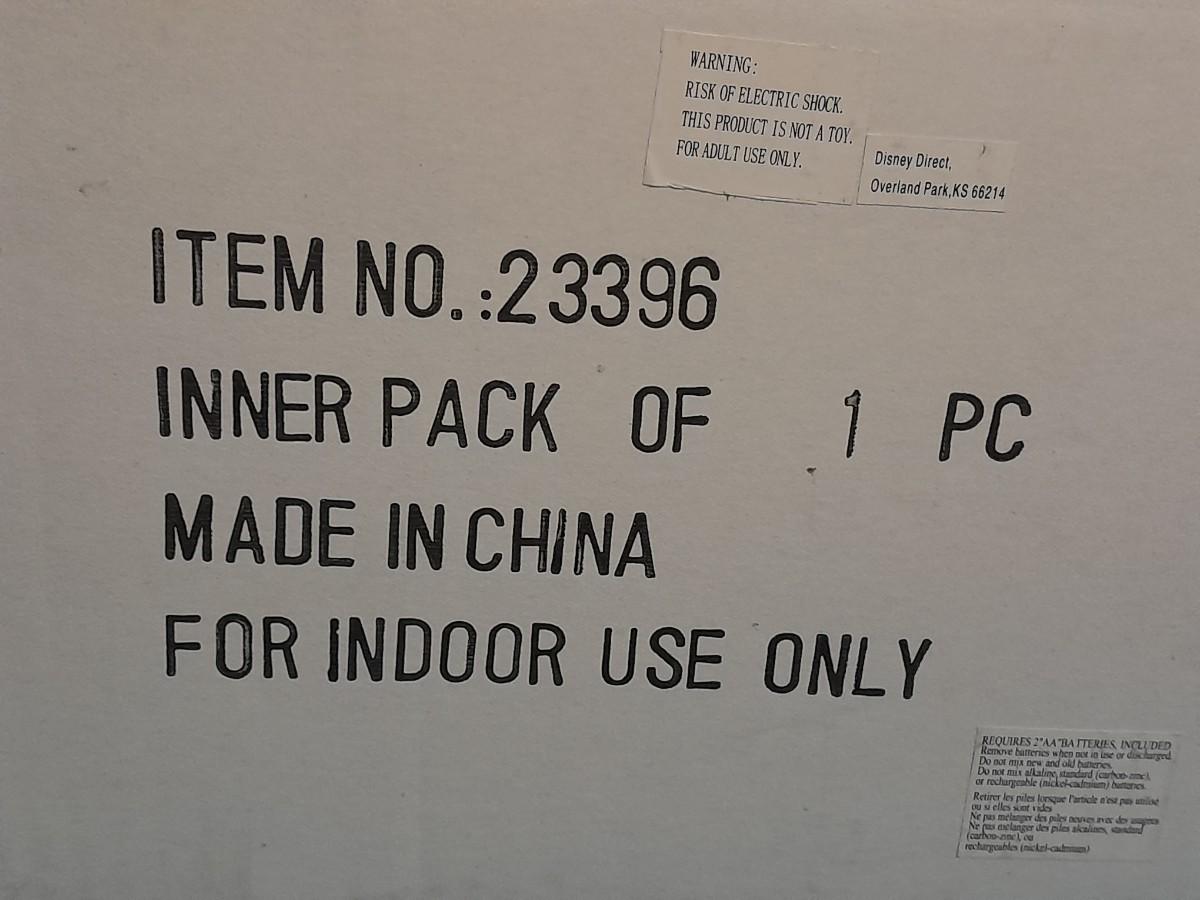 WARNING:
RISK OF ELECTRIC SHOCK.
THIS PRODUCT IS NOT A TOY.
FOR ADULT USE ONLY.
Disney Direct,
Overland Park,KS 66214
ITEM NO.:23396
INNER PACK OF 1 PC
MADE IN CHINA
FOR INDOOR USE ONLY
REQUIRES 2"AA"BATTERIES, INCLUDED
Remove batteries when not in use or discharged.
Do not mix new and old batteries.
Do not mix alkaline, standard (carbon-zinc),
or rechargeable (nickel-cadmium) batteries.
Retirer les piles lorsque l'article n'est pas utilisé
ou si elles sont vides
Ne pas mélanger des piles neuves avec des usagées
Ne pas mélanger des piles alcalines, standard
(carbon-zinc), ou
rechargeables (nickel-cadmium)